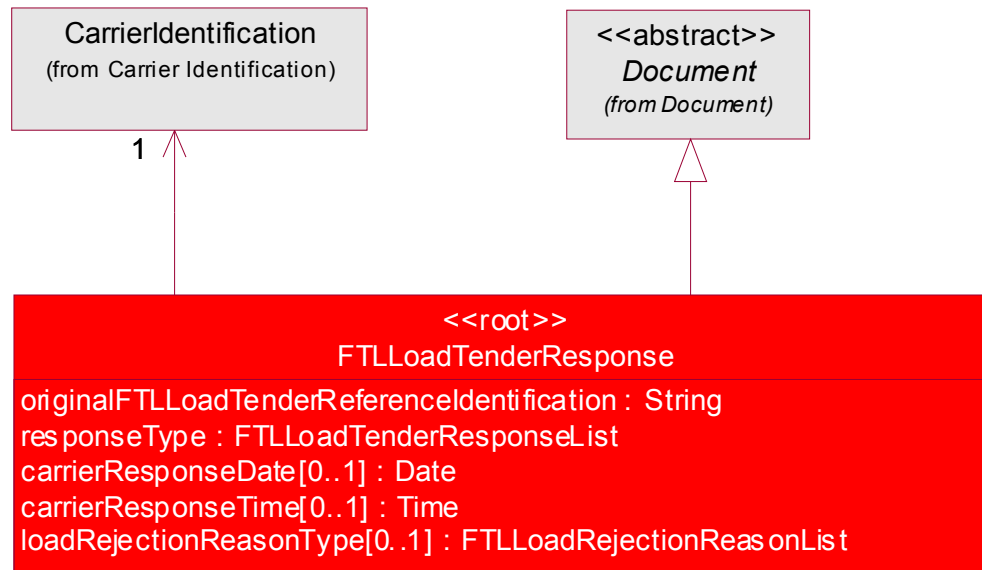 CarrierIdentification
(from Carrier Identification)
<<abstract>>
Document
(from Document)
1
<<root>>
FTLLoadTenderResponse
originalFTLLoadTenderReferenceIdentification : String
responseType : FTLLoadTenderResponseList
carrierResponseDate[0..1] : Date
carrierResponseTime[0..1] : Time
loadRejectionReasonType[0..1] : FTLLoadRejectionReasonList